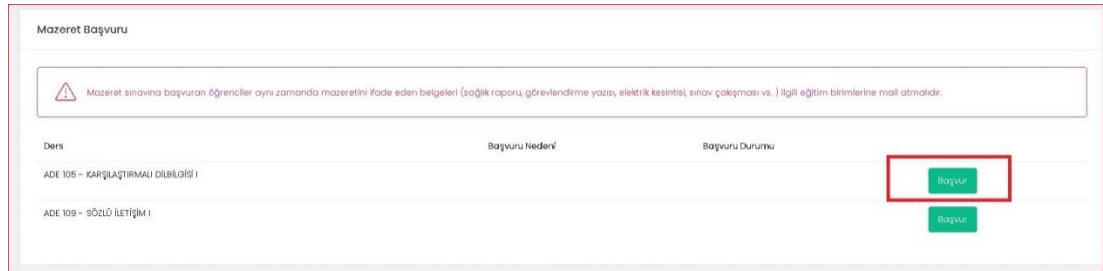 Mazeret Başvuru
Mazeret sınavına başvuran öğrenciler aynı zamanda mazeretini ifade eden belgeleri (sağlık raporu, görevlendirme yazısı, elektrik kesintisi, sınav çakışması vs. ) ilgili eğitim birimlerine mail atmalıdır.
Ders Başvuru Nedeni Başvuru Durumu
ADE 105 - KARŞILAŞTIRMALI DİLBİLGİSİ I Başvur
ADE 109 - SÖZLÜ İLETİŞİM I Başvur